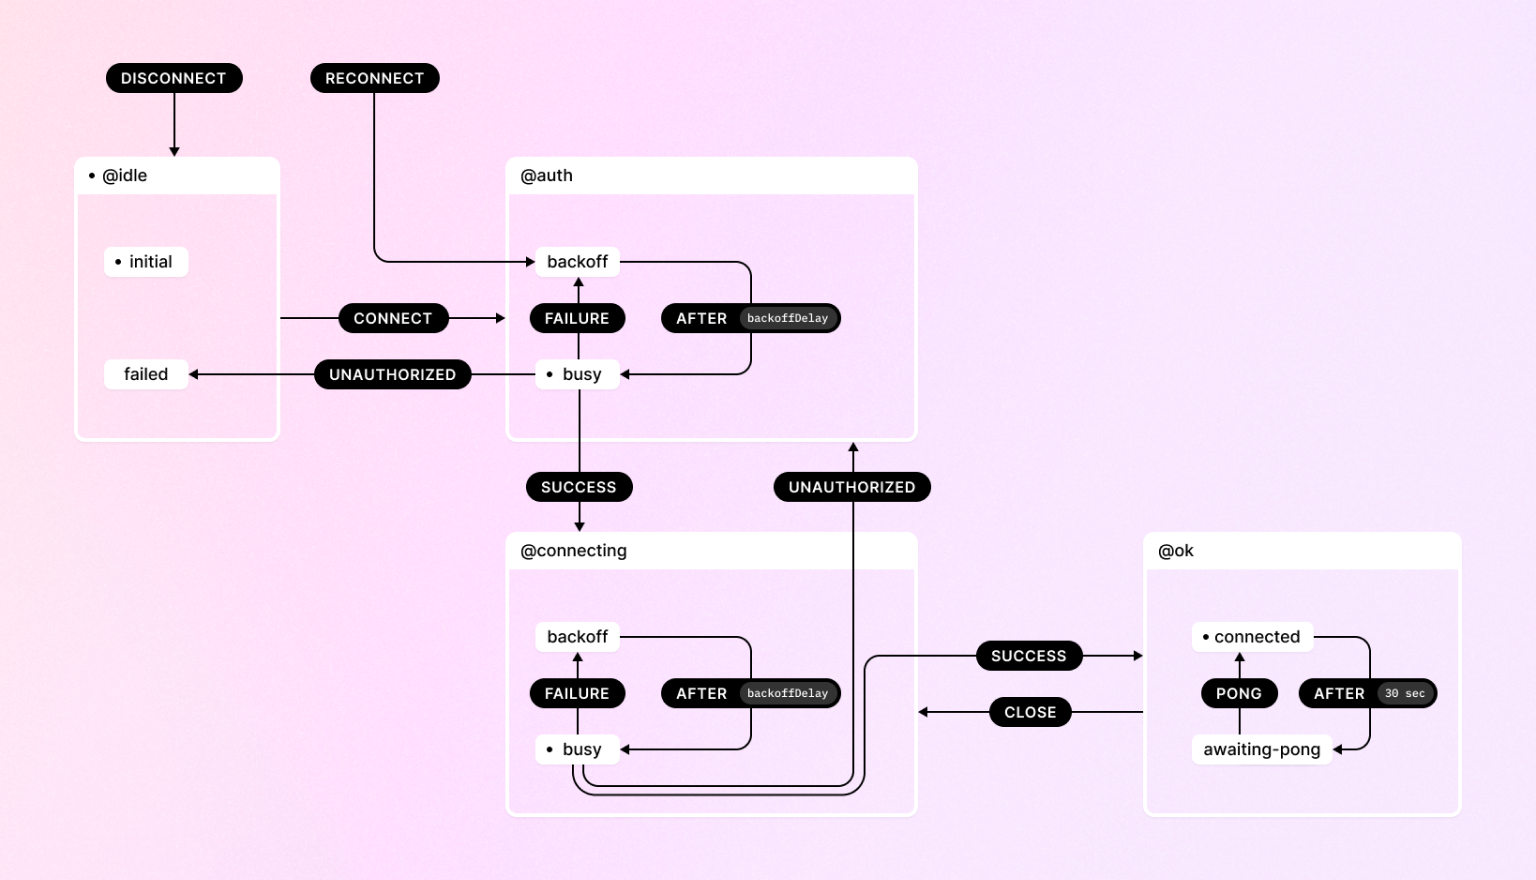 DISCONNECT
RECONNECT
• @idle
@auth
• initial
backoff
CONNECT
FAILURE
AFTER backoffDelay
failed
UNAUTHORIZED
• busy
SUCCESS
UNAUTHORIZED
@connecting
@ok
backoff
• connected
SUCCESS
FAILURE
AFTER backoffDelay
PONG
AFTER 30 sec
CLOSE
• busy
awaiting-pong